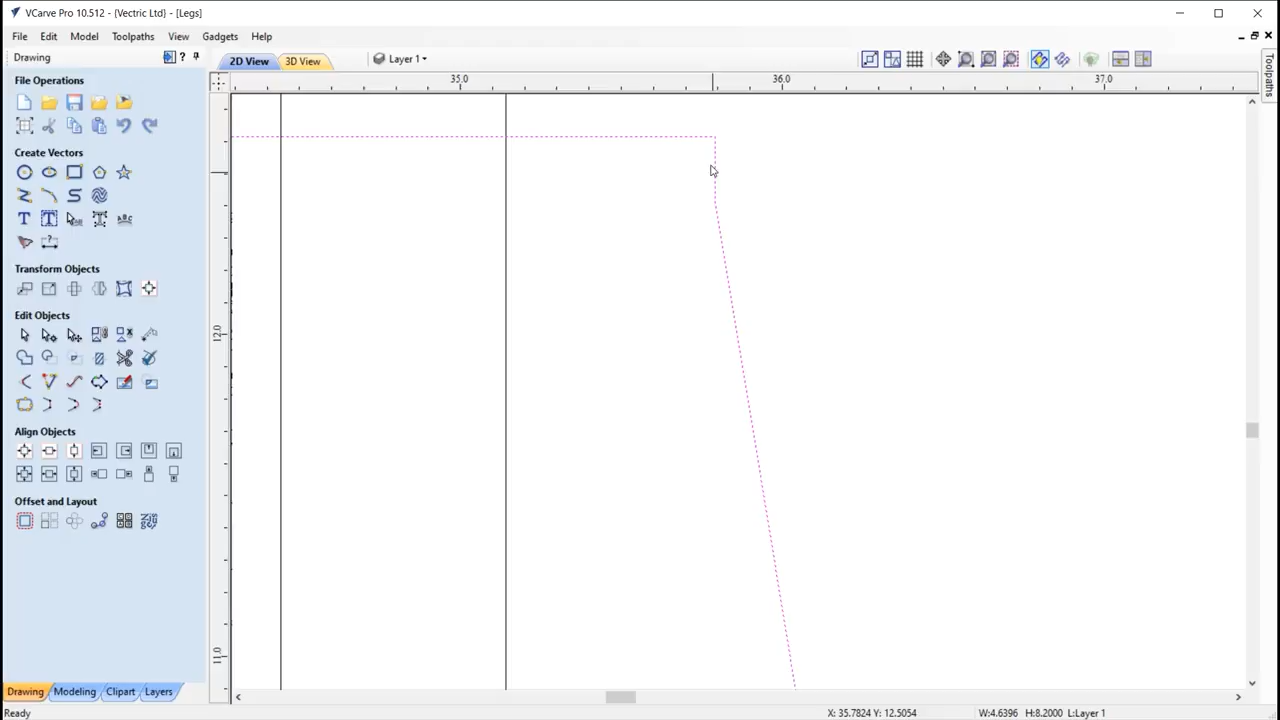 VCarve Pro 10.512 - {Vectric Ltd} - [Legs]
File Edit Model Toolpaths View Gadgets Help
Drawing ?
2D View 3D View Layer 1
File Operations
35.0 36.0 37.0
Create Vectors
Transform Objects
Edit Objects
12.0
Align Objects
Offset and Layout
11.0
Drawing Modeling Clipart Layers
Toolpaths
Ready X: 35.7824 Y: 12.5054 W:4.6396 H:8.2000 L:Layer 1